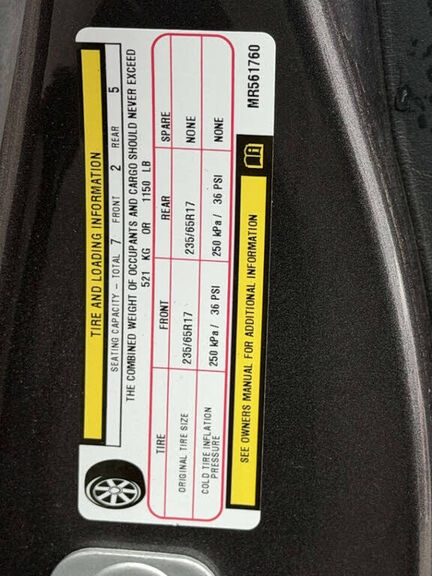 TIRE AND LOADING INFORMATION
SEATING CAPACITY – TOTAL 7 FRONT 2 REAR 5
THE COMBINED WEIGHT OF OCCUPANTS AND CARGO SHOULD NEVER EXCEED
521 KG OR 1150 LB
TIRE FRONT REAR SPARE
ORIGINAL TIRE SIZE 235/65R17 235/65R17 NONE
COLD TIRE INFLATION
PRESSURE 250 kPa / 36 PSI 250 kPa / 36 PSI NONE
SEE OWNERS MANUAL FOR ADDITIONAL INFORMATION
MR561760